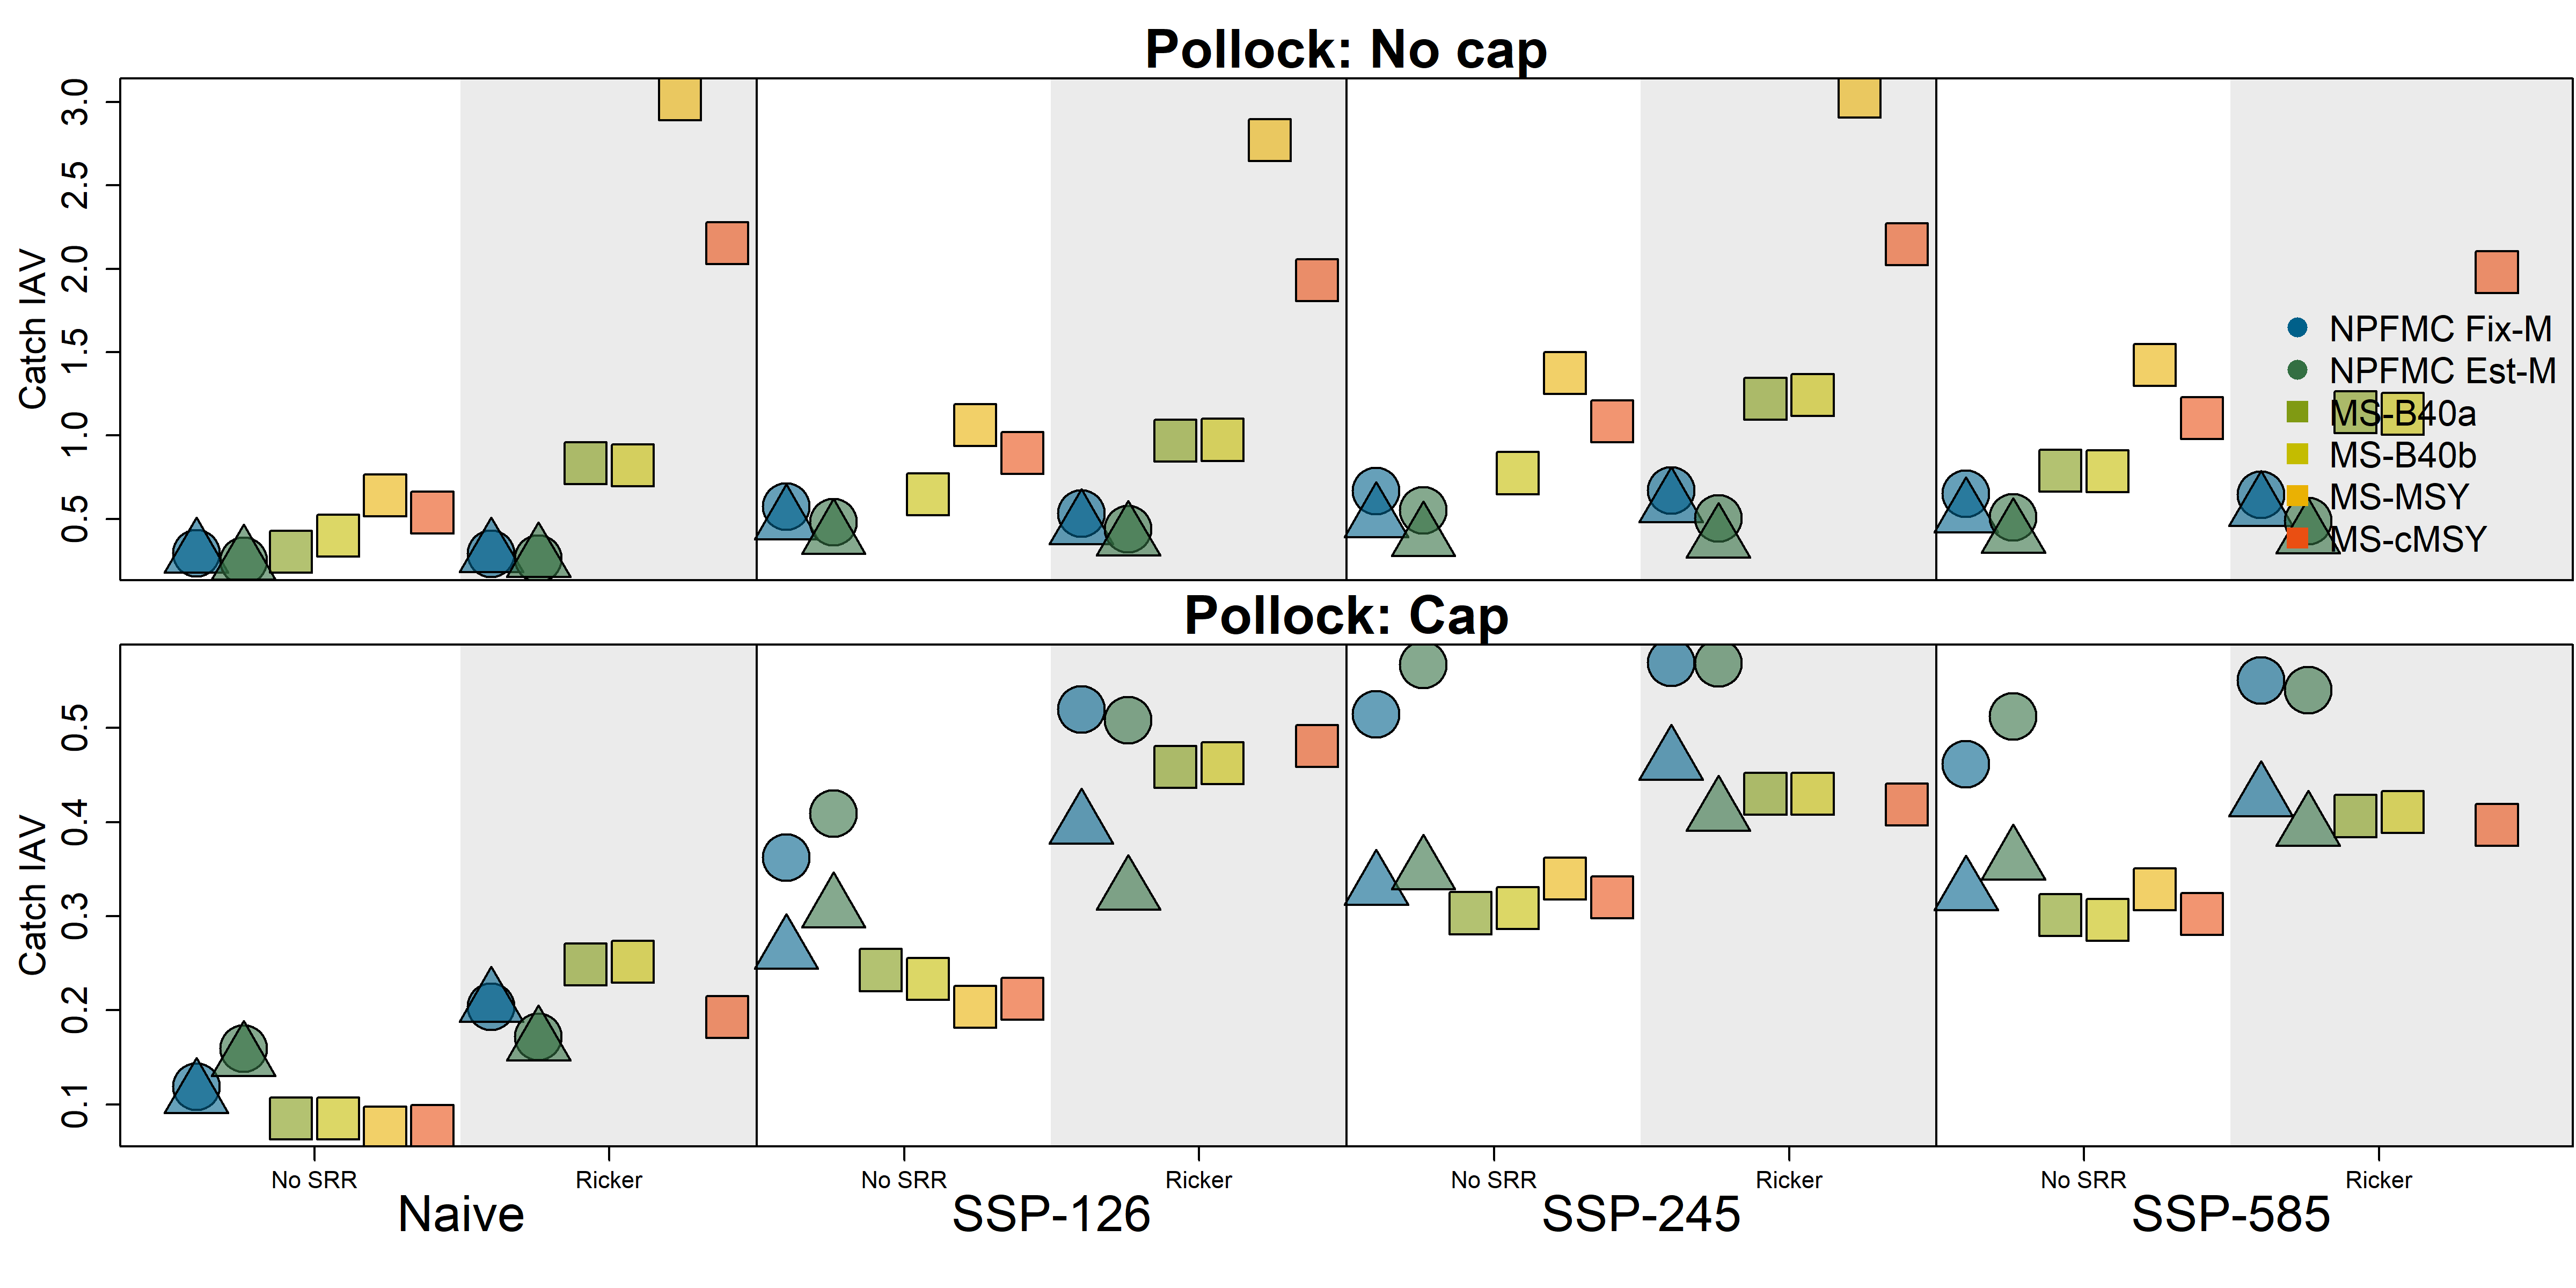 Pollock: No cap
Catch IAV
3.0
2.5
2.0
1.5
1.0
0.5
NPFMC Fix-M
NPFMC Est-M
MS-B40a
MS-B40b
MS-MSY
MS-cMSY
Pollock: Cap
Catch IAV
0.5
0.4
0.3
0.2
0.1
No SRR Ricker No SRR Ricker No SRR Ricker No SRR Ricker
Naive SSP-126 SSP-245 SSP-585